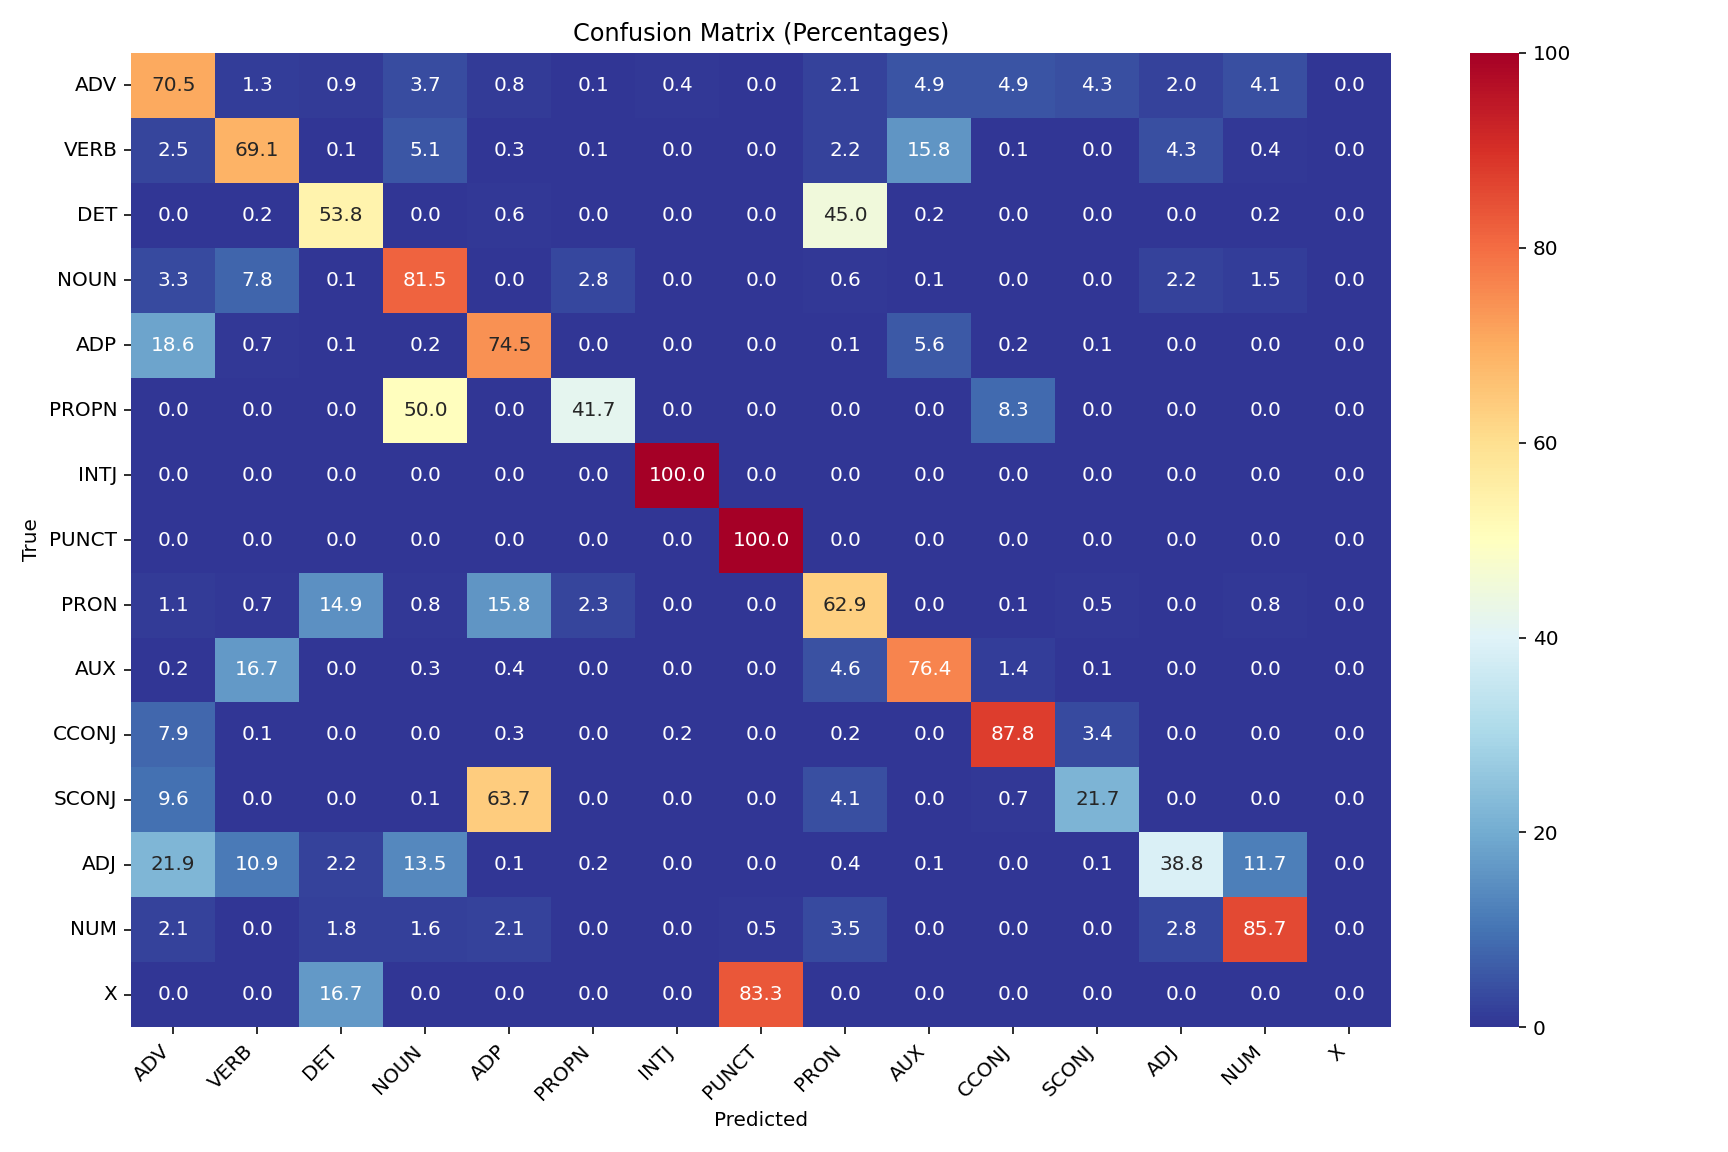 Confusion Matrix (Percentages)
ADV 70.5 1.3 0.9 3.7 0.8 0.1 0.4 0.0 2.1 4.9 4.9 4.3 2.0 4.1 0.0
VERB 2.5 69.1 0.1 5.1 0.3 0.1 0.0 0.0 2.2 15.8 0.1 0.0 4.3 0.4 0.0
DET 0.0 0.2 53.8 0.0 0.6 0.0 0.0 0.0 45.0 0.2 0.0 0.0 0.0 0.2 0.0
NOUN 3.3 7.8 0.1 81.5 0.0 2.8 0.0 0.0 0.6 0.1 0.0 0.0 2.2 1.5 0.0
ADP 18.6 0.7 0.1 0.2 74.5 0.0 0.0 0.0 0.1 5.6 0.2 0.1 0.0 0.0 0.0
PROPN 0.0 0.0 0.0 50.0 0.0 41.7 0.0 0.0 0.0 0.0 8.3 0.0 0.0 0.0 0.0
INTJ 0.0 0.0 0.0 0.0 0.0 0.0 100.0 0.0 0.0 0.0 0.0 0.0 0.0 0.0 0.0
PUNCT 0.0 0.0 0.0 0.0 0.0 0.0 0.0 100.0 0.0 0.0 0.0 0.0 0.0 0.0 0.0
PRON 1.1 0.7 14.9 0.8 15.8 2.3 0.0 0.0 62.9 0.0 0.1 0.5 0.0 0.8 0.0
AUX 0.2 16.7 0.0 0.3 0.4 0.0 0.0 0.0 4.6 76.4 1.4 0.1 0.0 0.0 0.0
CCONJ 7.9 0.1 0.0 0.0 0.3 0.0 0.2 0.0 0.2 0.0 87.8 3.4 0.0 0.0 0.0
SCONJ 9.6 0.0 0.0 0.1 63.7 0.0 0.0 0.0 4.1 0.0 0.7 21.7 0.0 0.0 0.0
ADJ 21.9 10.9 2.2 13.5 0.1 0.2 0.0 0.0 0.4 0.1 0.0 0.1 38.8 11.7 0.0
NUM 2.1 0.0 1.8 1.6 2.1 0.0 0.0 0.5 3.5 0.0 0.0 0.0 2.8 85.7 0.0
X 0.0 0.0 16.7 0.0 0.0 0.0 0.0 83.3 0.0 0.0 0.0 0.0 0.0 0.0 0.0
ADV VERB DET NOUN ADP PROPN INTJ PUNCT PRON AUX CCONJ SCONJ ADJ NUM X
Predicted
True
100
80
60
40
20
0